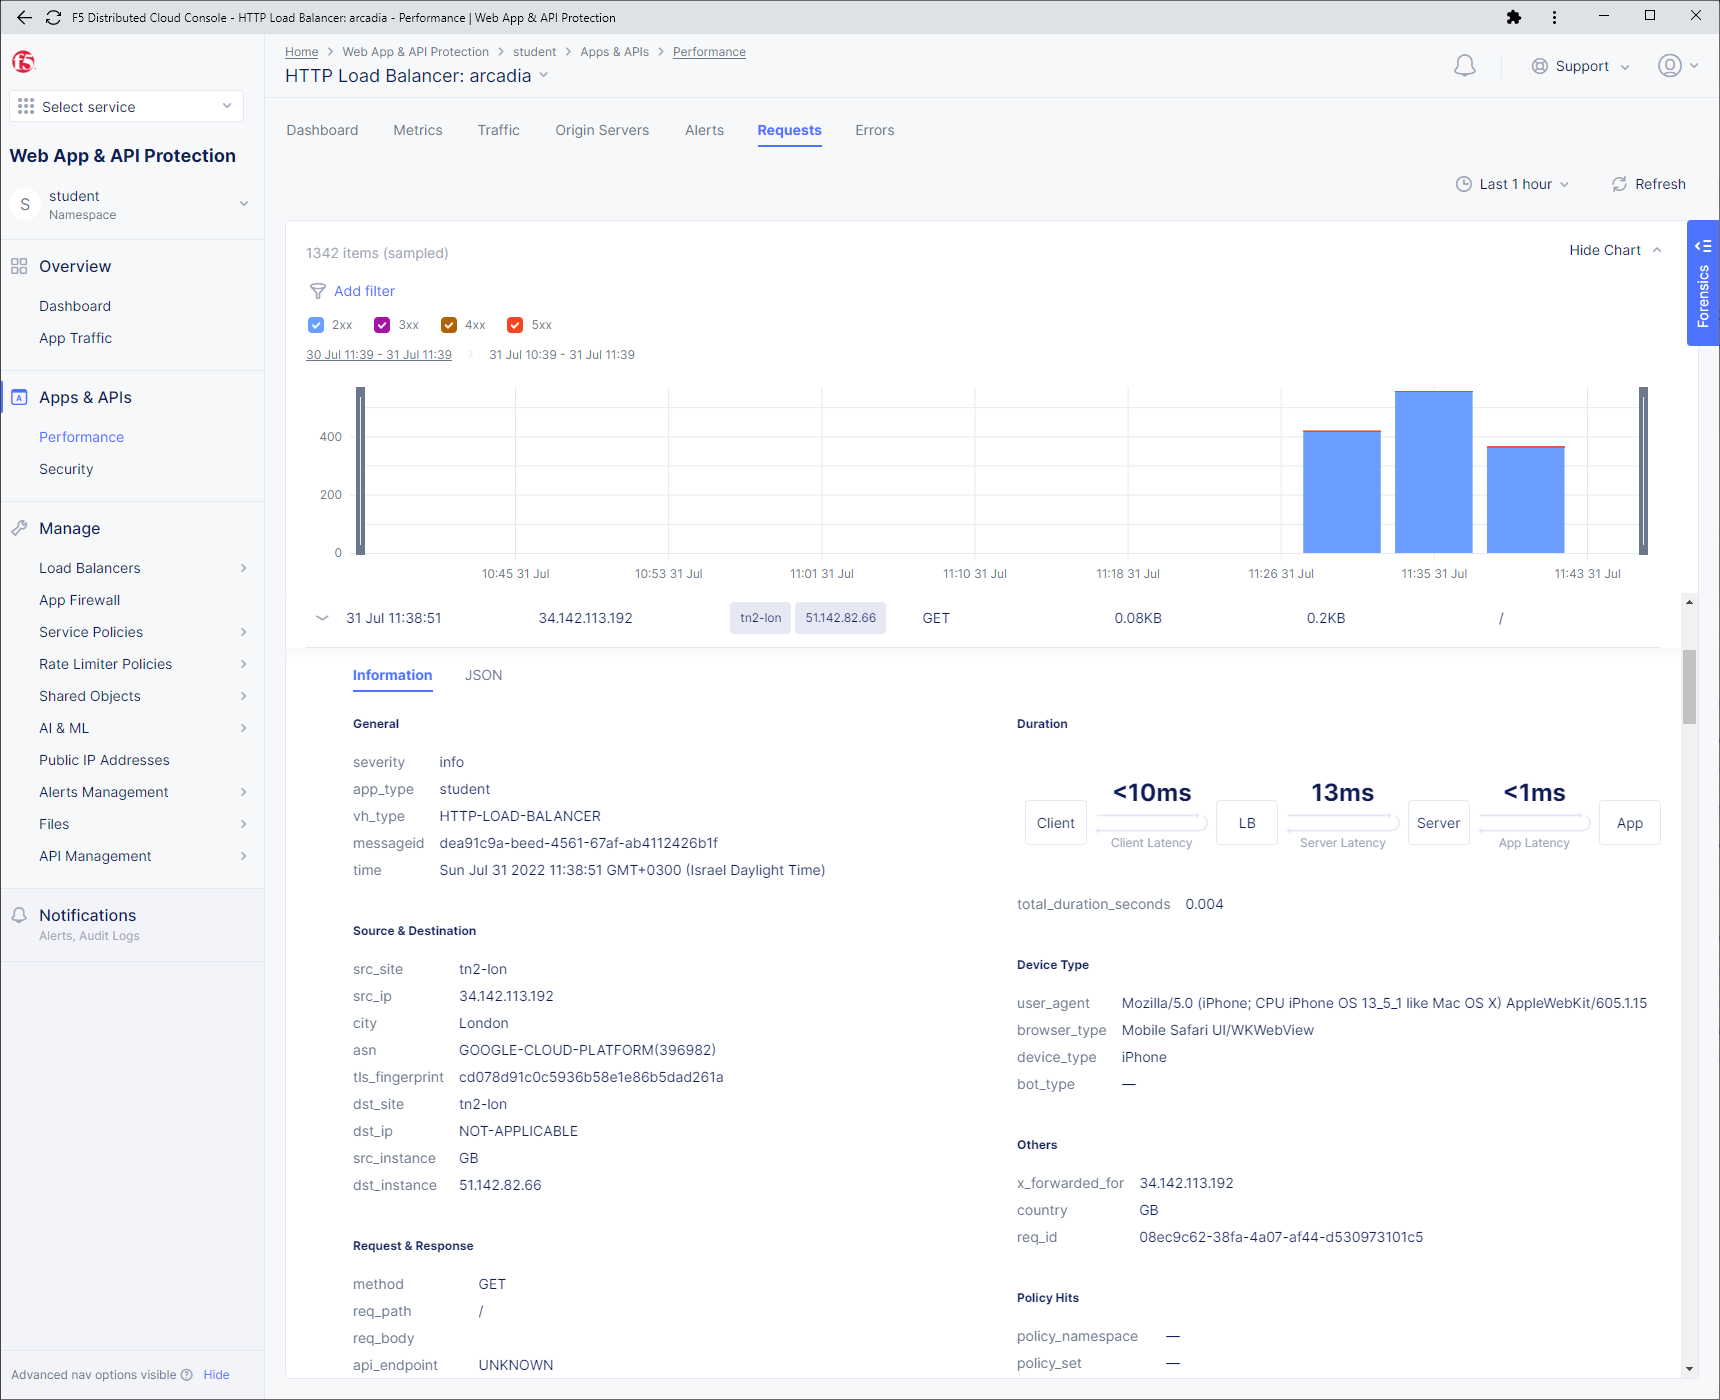 F5 Distributed Cloud Console - HTTP Load Balancer: arcadia - Performance | Web App & API Protection
f5
Select service
Web App & API Protection
S
student
Namespace
Overview
Dashboard
App Traffic
A
Apps & APIs
Performance
Security
Manage
Load Balancers
App Firewall
Service Policies
Rate Limiter Policies
Shared Objects
AI & ML
Public IP Addresses
Alerts Management
Files
API Management
Notifications
Alerts, Audit Logs
Advanced nav options visible ? Hide
Home > Web App & API Protection > student > Apps & APIs > Performance
HTTP Load Balancer: arcadia
Support
Dashboard Metrics Traffic Origin Servers Alerts Requests Errors
Last 1 hour Refresh
1342 items (sampled)
Hide Chart
Forensics
Add filter
2xx 3xx 4xx 5xx
30 Jul 11:39 - 31 Jul 11:39 > 31 Jul 10:39 - 31 Jul 11:39
400
200
0
10:45 31 Jul 10:53 31 Jul 11:01 31 Jul 11:10 31 Jul 11:18 31 Jul 11:26 31 Jul 11:35 31 Jul 11:43 31 Jul
31 Jul 11:38:51 34.142.113.192 tn2-lon 51.142.82.66 GET 0.08KB 0.2KB /
Information JSON
General
severity info
app_type student
vh_type HTTP-LOAD-BALANCER
messageid dea91c9a-beed-4561-67af-ab4112426b1f
time Sun Jul 31 2022 11:38:51 GMT+0300 (Israel Daylight Time)
Source & Destination
src_site tn2-lon
src_ip 34.142.113.192
city London
asn GOOGLE-CLOUD-PLATFORM(396982)
tls_fingerprint cd078d91c0c5936b58e1e86b5dad261a
dst_site tn2-lon
dst_ip NOT-APPLICABLE
src_instance GB
dst_instance 51.142.82.66
Request & Response
method GET
req_path /
req_body
api_endpoint UNKNOWN
Duration
<10ms 13ms <1ms
Client LB Server App
Client Latency Server Latency App Latency
total_duration_seconds 0.004
Device Type
user_agent Mozilla/5.0 (iPhone; CPU iPhone OS 13_5_1 like Mac OS X) AppleWebKit/605.1.15
browser_type Mobile Safari UI/WKWebView
device_type iPhone
bot_type —
Others
x_forwarded_for 34.142.113.192
country GB
req_id 08ec9c62-38fa-4a07-af44-d530973101c5
Policy Hits
policy_namespace —
policy_set —